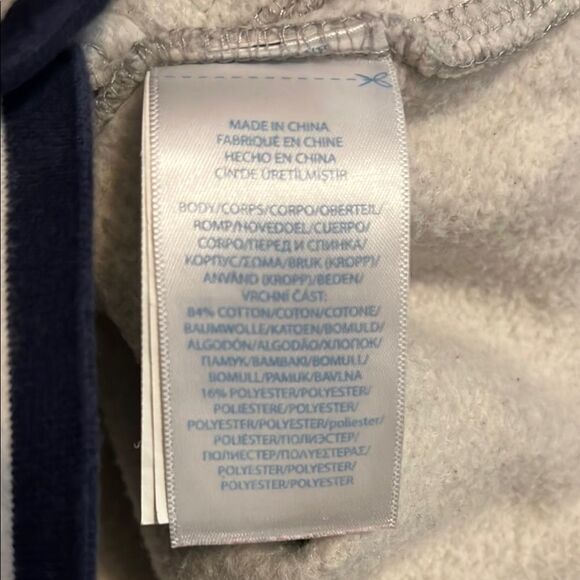 MADE IN CHINA
FABRIQUÉ EN CHINE
HECHO EN CHINA
ÇİN'DE ÜRETİLMİŞTİR
BODY/CORPS/CORPO/OBERTEIL/
ROMP/HOVEDDEL/CUERPO/
CORPO/ПЕРЕД И СПИНКА/
КОРПУС/ΣΩΜΑ/BRUK (KROPP)/
ANVÄND (KROPP)/BEDEN/
VRCHNÍ ČÁST:
84% COTTON/COTON/COTONE/
BAUMWOLLE/KATOEN/BOMULD/
ALGODÓN/ALGODÃO/ХЛОПОК/
ПАМУК/ΒΑΜΒΑΚΙ/BOMULL/
BOMULL/PAMUK/BAVLNA
16% POLYESTER/POLYESTER/
POLIESTERE/POLYESTER/
POLYESTER/POLYESTER/poliester/
POLIÉSTER/ПОЛИЭСТЕР/
ПОЛИЕСТЕР/ΠΟΛΥΕΣΤΕΡΑΣ/
POLYESTER/POLYESTER/
POLYESTER/POLYESTER